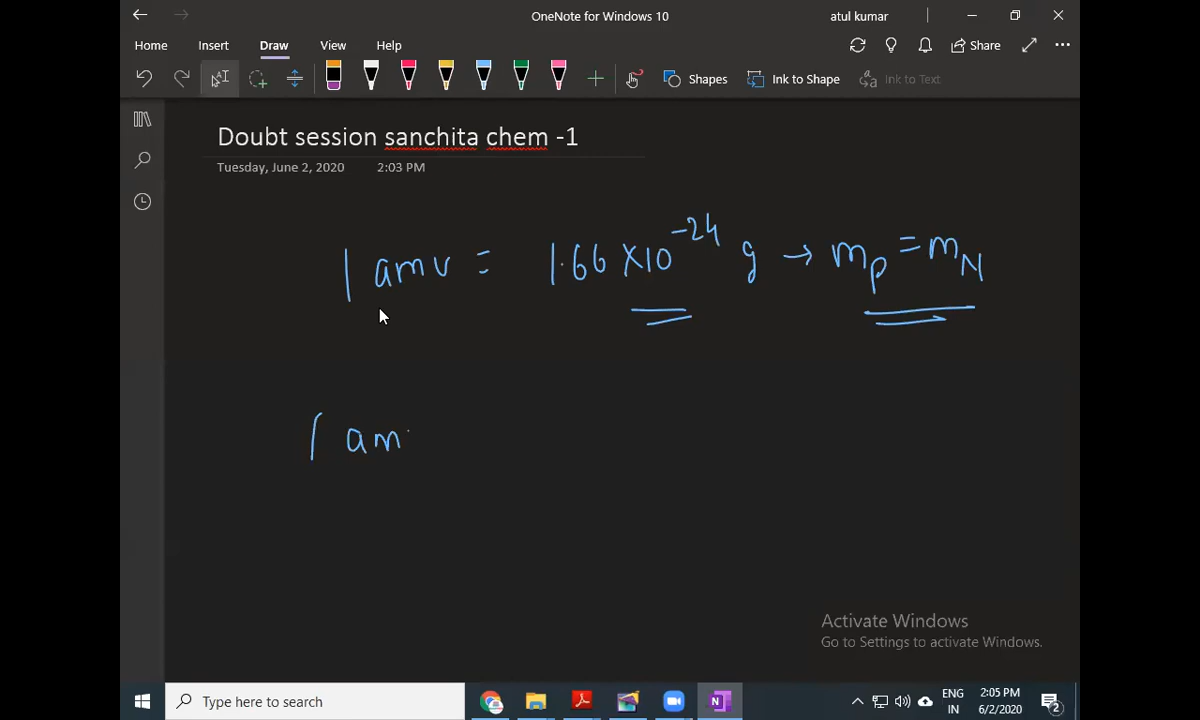 OneNote for Windows 10
atul kumar
Home Insert Draw View Help
Share
Shapes Ink to Shape Ink to Text
Doubt session sanchita chem -1
Tuesday, June 2, 2020 2:03 PM
1 amu = 1.66 × 10⁻²⁴ g → mₚ = m_N
1 am
Activate Windows
Go to Settings to activate Windows.
Type here to search
ENG
IN
2:05 PM
6/2/2020
2